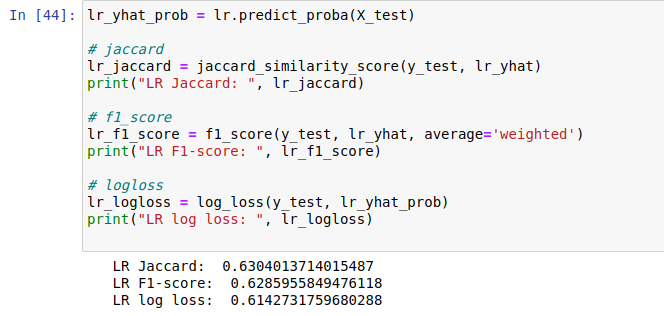 In [44]: lr_yhat_prob = lr.predict_proba(X_test)
# jaccard
lr_jaccard = jaccard_similarity_score(y_test, lr_yhat)
print("LR Jaccard: ", lr_jaccard)
# f1_score
lr_f1_score = f1_score(y_test, lr_yhat, average='weighted')
print("LR F1-score: ", lr_f1_score)
# logloss
lr_logloss = log_loss(y_test, lr_yhat_prob)
print("LR log loss: ", lr_logloss)
LR Jaccard:  0.6304013714015487
LR F1-score:  0.6285955849476118
LR log loss:  0.6142731759680288